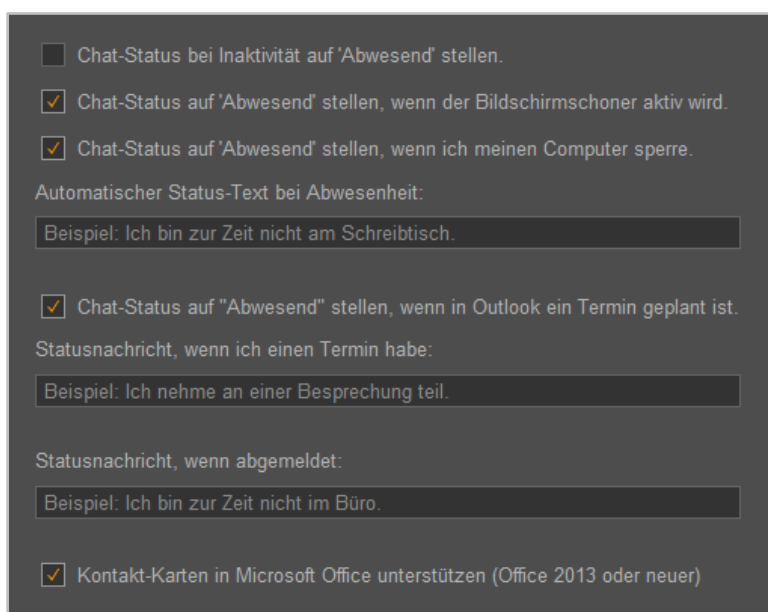 Chat-Status bei Inaktivität auf 'Abwesend' stellen.
Chat-Status auf 'Abwesend' stellen, wenn der Bildschirmschoner aktiv wird.
Chat-Status auf 'Abwesend' stellen, wenn ich meinen Computer sperre.
Automatischer Status-Text bei Abwesenheit:
Beispiel: Ich bin zur Zeit nicht am Schreibtisch.
Chat-Status auf "Abwesend" stellen, wenn in Outlook ein Termin geplant ist.
Statusnachricht, wenn ich einen Termin habe:
Beispiel: Ich nehme an einer Besprechung teil.
Statusnachricht, wenn abgemeldet:
Beispiel: Ich bin zur Zeit nicht im Büro.
Kontakt-Karten in Microsoft Office unterstützen (Office 2013 oder neuer)